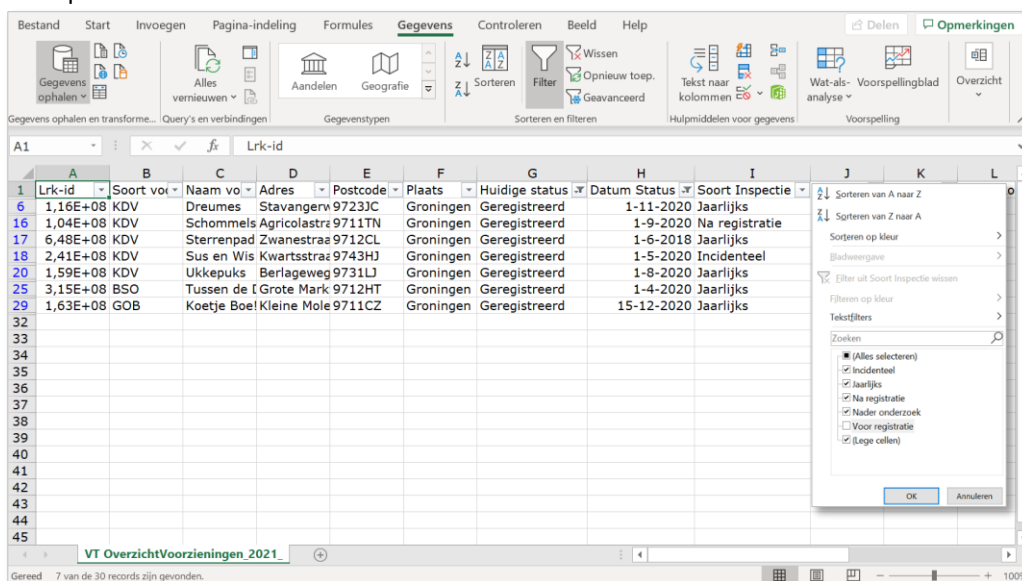 Bestand Start Invoegen Pagina-indeling Formules Gegevens Controleren Beeld Help Delen Opmerkingen
Gegevens ophalen
Alles vernieuwen
Aandelen Geografie
Sorteren
Filter
Wissen
Opnieuw toep.
Geavanceerd
Tekst naar kolommen
Wat-als-analyse
Voorspellingblad
Overzicht
Gegevens ophalen en transforme... Query's en verbindingen Gegevenstypen Sorteren en filteren Hulpmiddelen voor gegevens Voorspelling
A1 fx Lrk-id
A B C D E F G H I J K L
1 Lrk-id Soort voo Naam vo Adres Postcode Plaats Huidige status Datum Status Soort Inspectie
6 1,16E+08 KDV Dreumes Stavangerw 9723JC Groningen Geregistreerd 1-11-2020 Jaarlijks
16 1,04E+08 KDV Schommels Agricolastra 9711TN Groningen Geregistreerd 1-9-2020 Na registratie
17 6,48E+08 KDV Sterrenpad Zwanestraa 9712CL Groningen Geregistreerd 1-6-2018 Jaarlijks
18 2,41E+08 KDV Sus en Wis Kwartsstraa 9743HJ Groningen Geregistreerd 1-5-2020 Incidenteel
20 1,59E+08 KDV Ukkepuks Berlageweg 9731LJ Groningen Geregistreerd 1-8-2020 Jaarlijks
25 3,15E+08 BSO Tussen de Grote Mark 9712HT Groningen Geregistreerd 1-4-2020 Jaarlijks
29 1,63E+08 GOB Koetje Boe! Kleine Mole 9711CZ Groningen Geregistreerd 15-12-2020 Jaarlijks
32
33
34
35
36
37
38
39
40
41
42
43
44
45
Sorteren van A naar Z
Sorteren van Z naar A
Sorteren op kleur
Bladweergave
Filter uit Soort Inspectie wissen
Filteren op kleur
Tekstfilters
Zoeken
(Alles selecteren)
Incidenteel
Jaarlijks
Na registratie
Nader onderzoek
Voor registratie
(Lege cellen)
OK Annuleren
VT OverzichtVoorzieningen_2021_
Gereed 7 van de 30 records zijn gevonden.